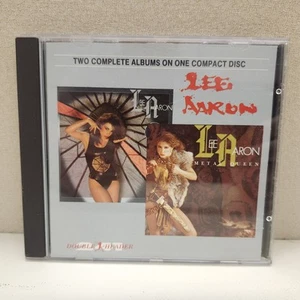 TWO COMPLETE ALBUMS ON ONE COMPACT DISC
LEE
AARON
LEE
AARON
LEE
AARON
METAL QUEEN